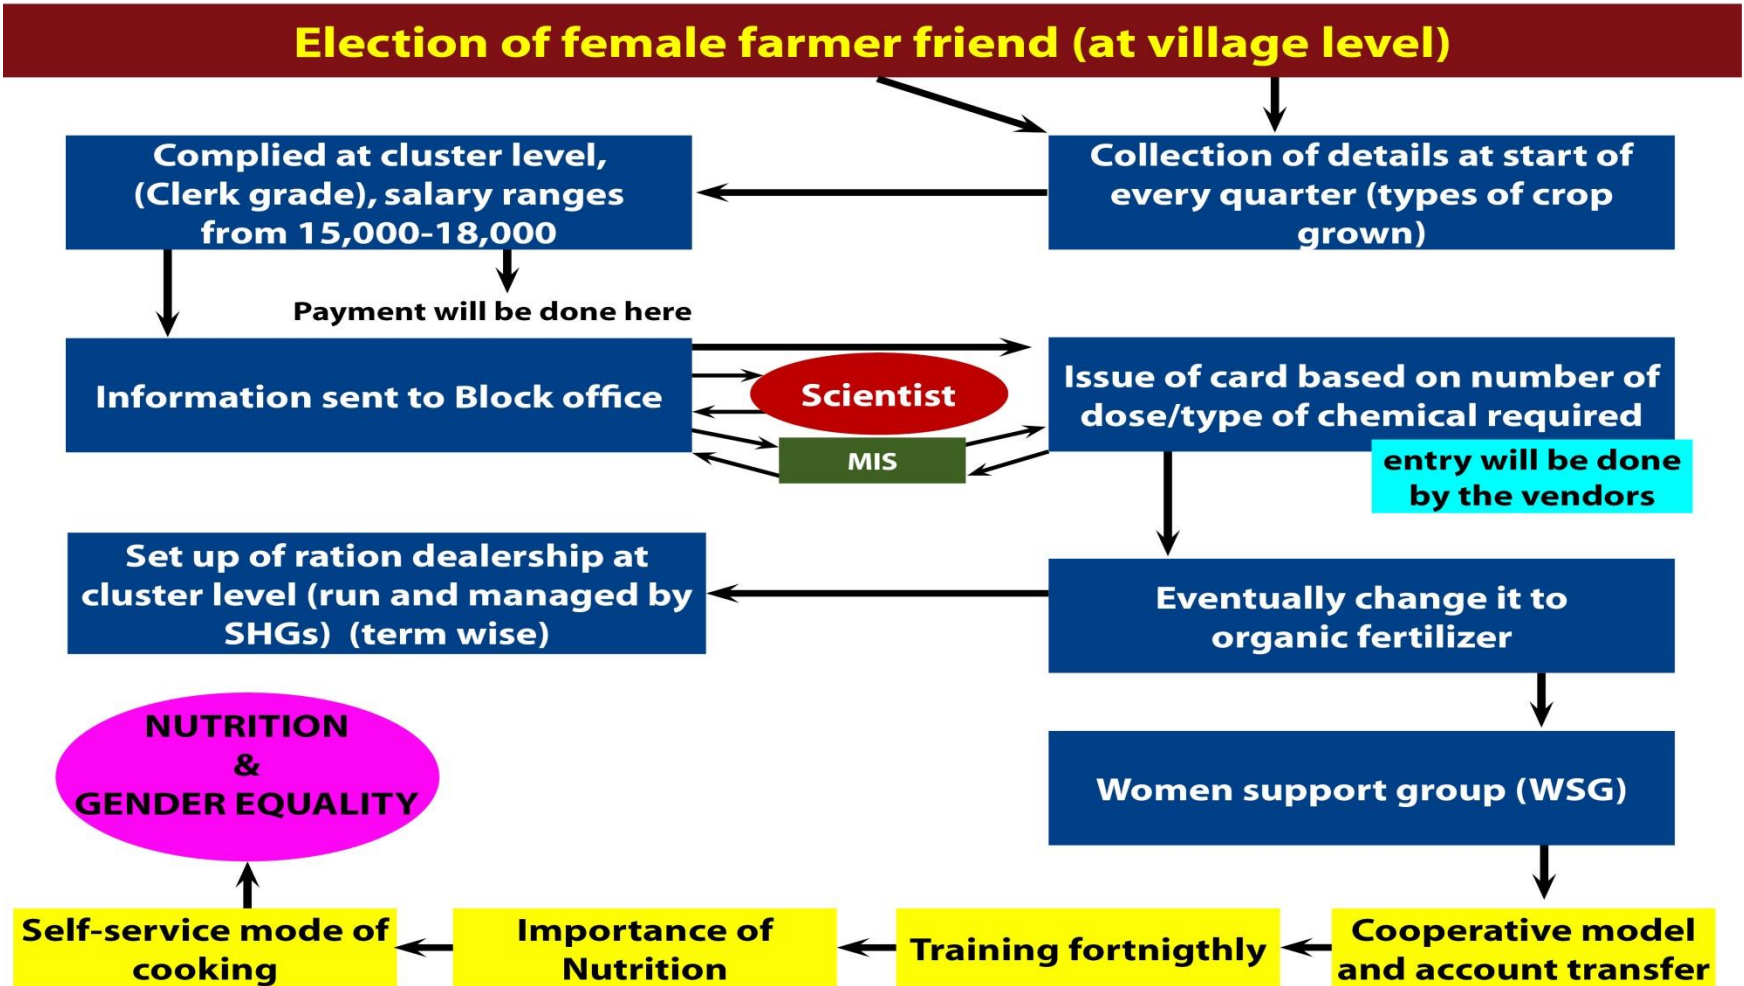 Election of female farmer friend (at village level)
Complied at cluster level,
(Clerk grade), salary ranges
from 15,000-18,000
Collection of details at start of
every quarter (types of crop
grown)
Payment will be done here
Information sent to Block office
Scientist
MIS
Issue of card based on number of
dose/type of chemical required
entry will be done
by the vendors
Set up of ration dealership at
cluster level (run and managed by
SHGs) (term wise)
Eventually change it to
organic fertilizer
NUTRITION
&
GENDER EQUALITY
Women support group (WSG)
Self-service mode of
cooking
Importance of
Nutrition
Training fortnigthly
Cooperative model
and account transfer